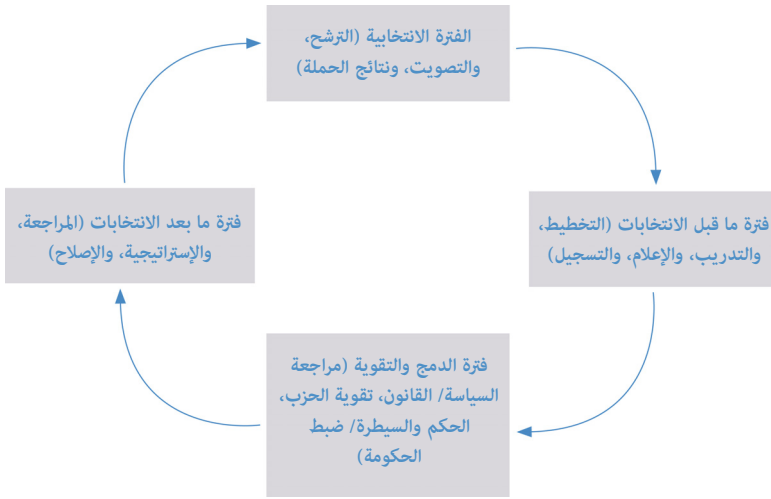 الفترة الانتخابية (الترشح،
والتصويت، ونتائج الحملة)
فترة ما قبل الانتخابات (التخطيط،
والتدريب، والإعلام، والتسجيل)
فترة الدمج والتقوية (مراجعة
السياسة/ القانون، تقوية الحزب،
الحكم والسيطرة/ ضبط
الحكومة)
فترة ما بعد الانتخابات (المراجعة،
والإستراتيجية، والإصلاح)